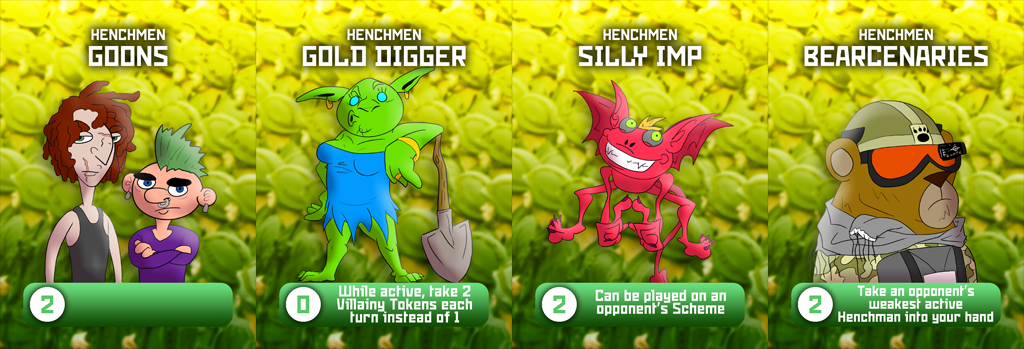 HENCHMEN
GOONS
2
HENCHMEN
GOLD DIGGER
0
While active, take 2
Villainy Tokens each
turn instead of 1
HENCHMEN
SILLY IMP
2
Can be played on an
opponent's Scheme
HENCHMEN
BEARCENARIES
2
Take an opponent's
weakest active
Henchman into your hand